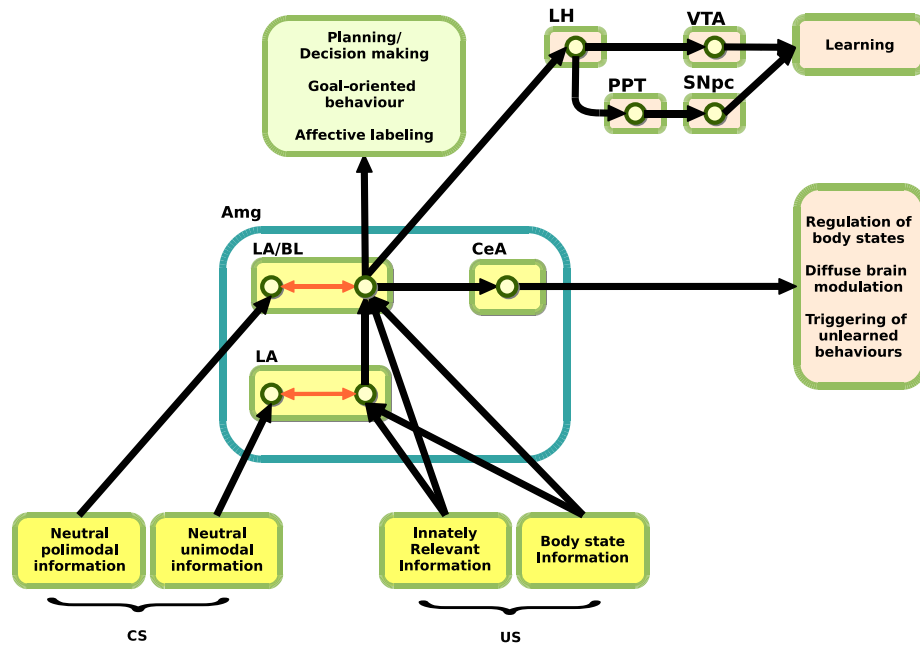 Planning/
Decision making
Goal-oriented
behaviour
Affective labeling
LH
VTA
Learning
PPT
SNpc
Amg
LA/BL
CeA
LA
Regulation of
body states
Diffuse brain
modulation
Triggering of
unlearned
behaviours
Neutral
polimodal
information
Neutral
unimodal
information
Innately
Relevant
Information
Body state
Information
CS
US